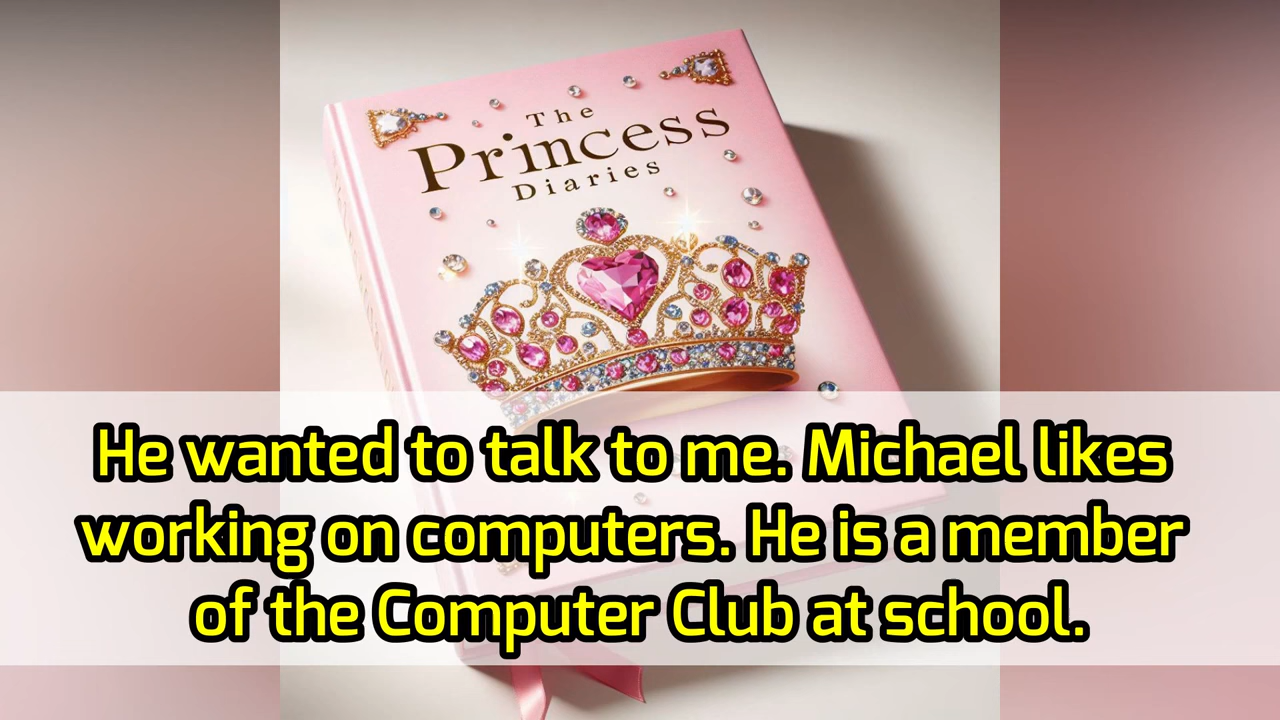 The
Princess
Diaries
He wanted to talk to me. Michael likes
working on computers. He is a member
of the Computer Club at school.